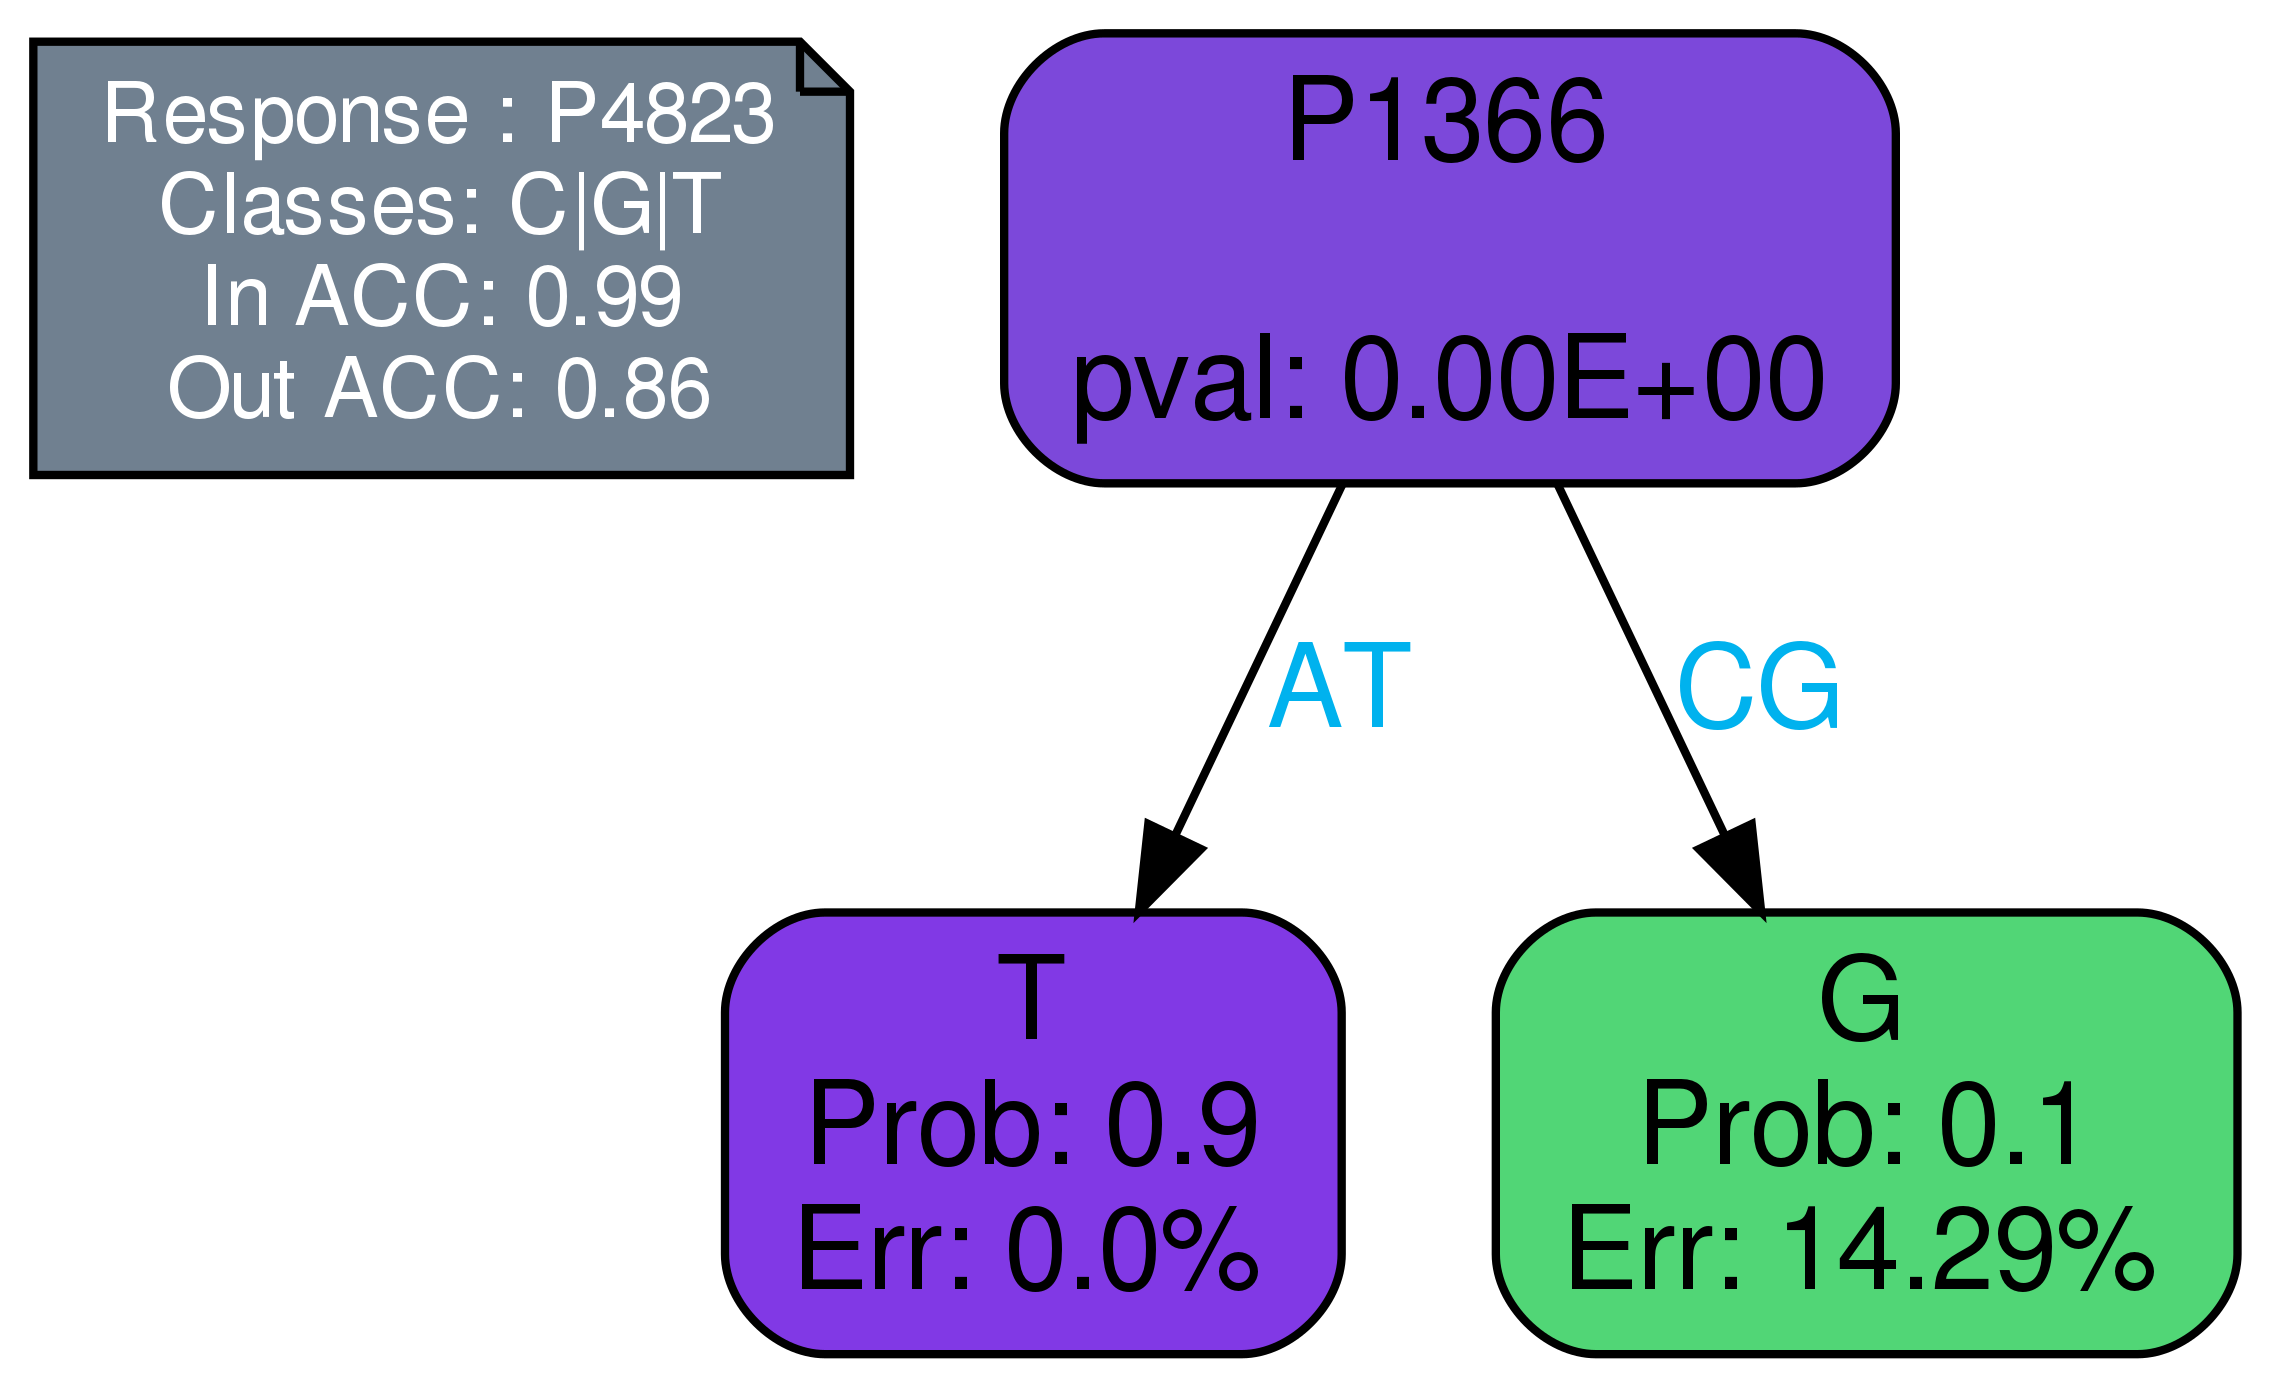 Response : P4823
Classes: C|G|T
In ACC: 0.99
Out ACC: 0.86
P1366
pval: 0.00E+00
AT
CG
T
Prob: 0.9
Err: 0.0%
G
Prob: 0.1
Err: 14.29%